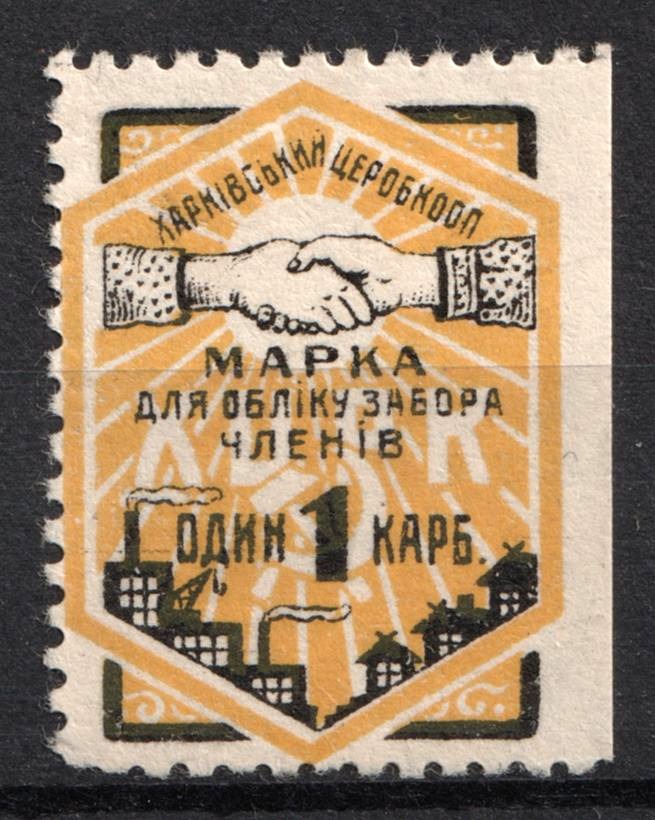 ХАРКІВСЬКИЙ ЦЕРОБКООП
МАРКА
ДЛЯ ОБЛІКУ ЗАБОРА
ЧЛЕНІВ
ОДИН 1 КАРБ.